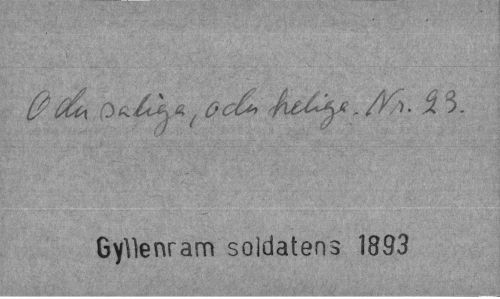 O du saliga, o du heliga. Nr. 23.
Gyllenram soldatens 1893